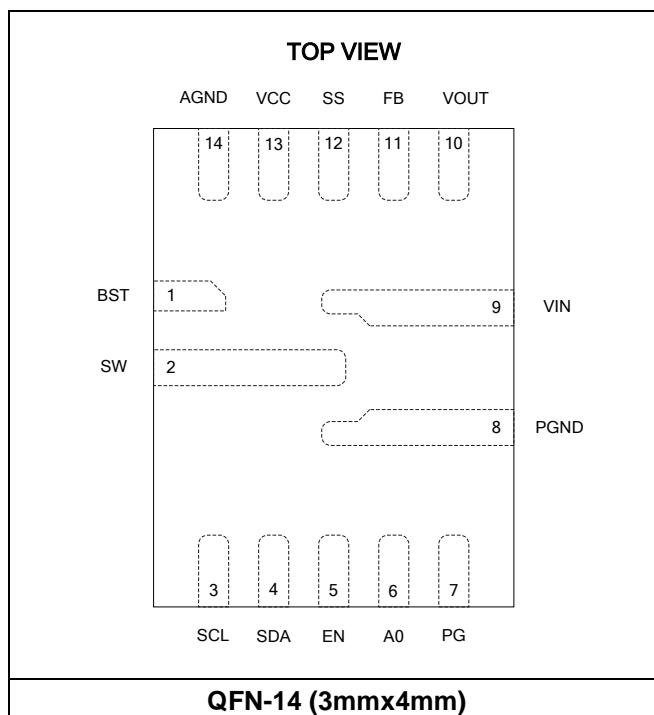 TOP VIEW
AGND VCC SS FB VOUT
14 13 12 11 10
BST 1 9 VIN
SW 2
8 PGND
3 4 5 6 7
SCL SDA EN A0 PG
QFN-14 (3mmx4mm)